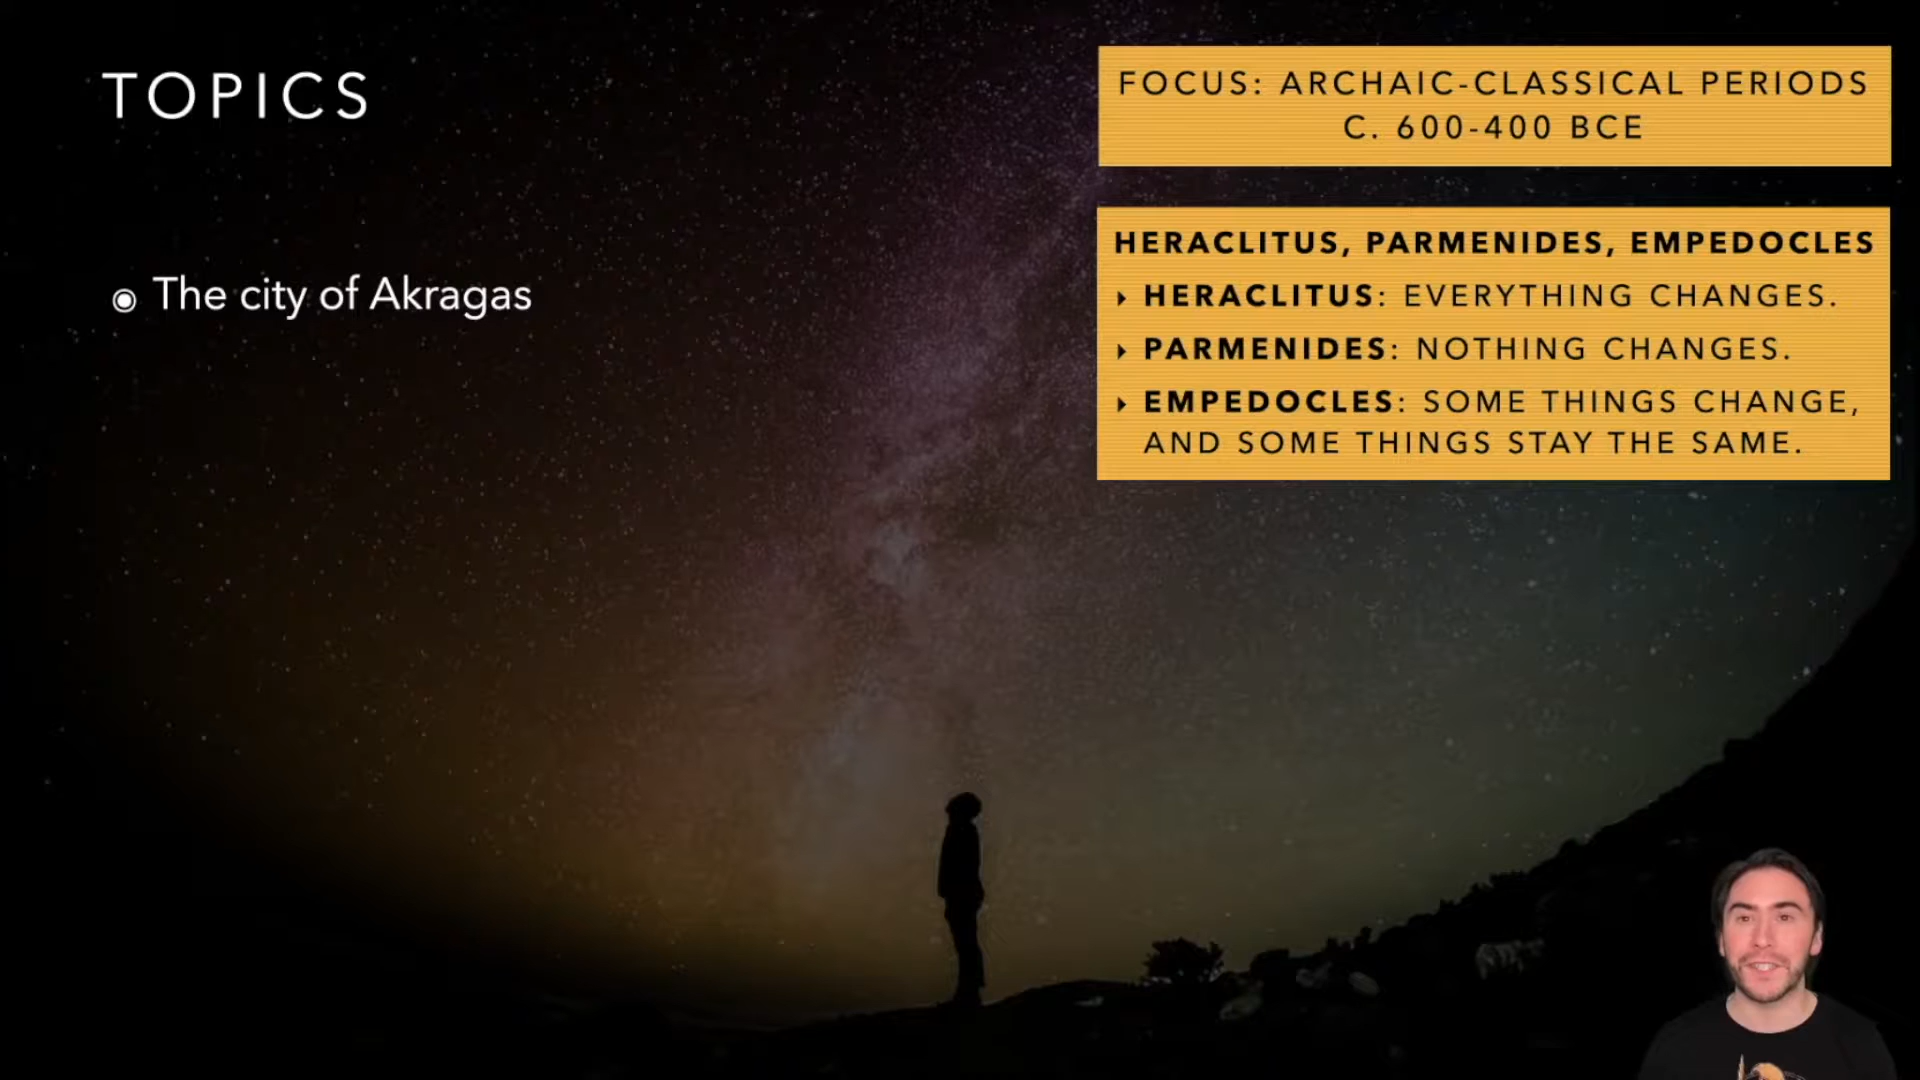 TOPICS
The city of Akragas
FOCUS: ARCHAIC-CLASSICAL PERIODS
C. 600-400 BCE
HERACLITUS, PARMENIDES, EMPEDOCLES
HERACLITUS: EVERYTHING CHANGES.
PARMENIDES: NOTHING CHANGES.
EMPEDOCLES: SOME THINGS CHANGE,
AND SOME THINGS STAY THE SAME.